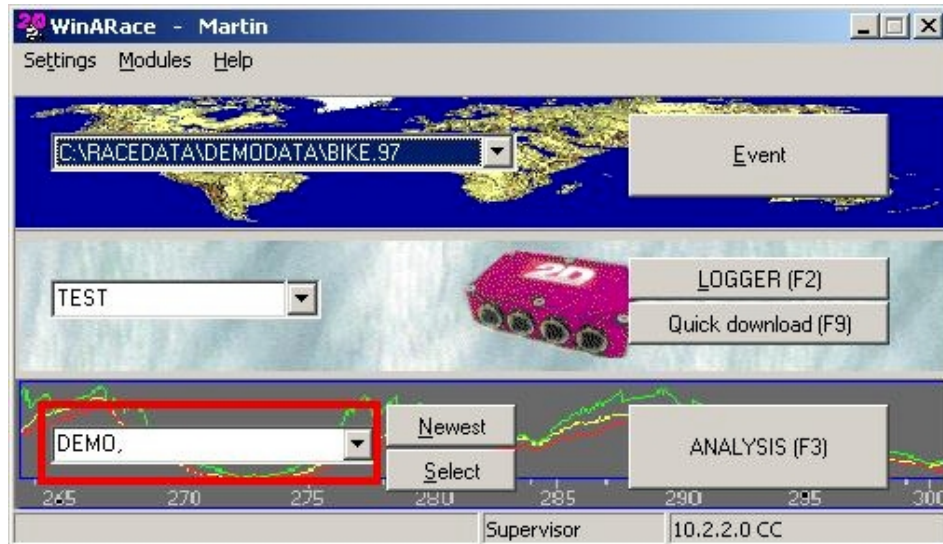 2D WinARace - Martin
Settings Modules Help
C:\RACEDATA\DEMODATA\BIKE.97
Event
2D
TEST
LOGGER (F2)
Quick download (F9)
DEMO,
Newest
Select
ANALYSIS (F3)
265 270 275 280 285 290 295 300
Supervisor 10.2.2.0 CC